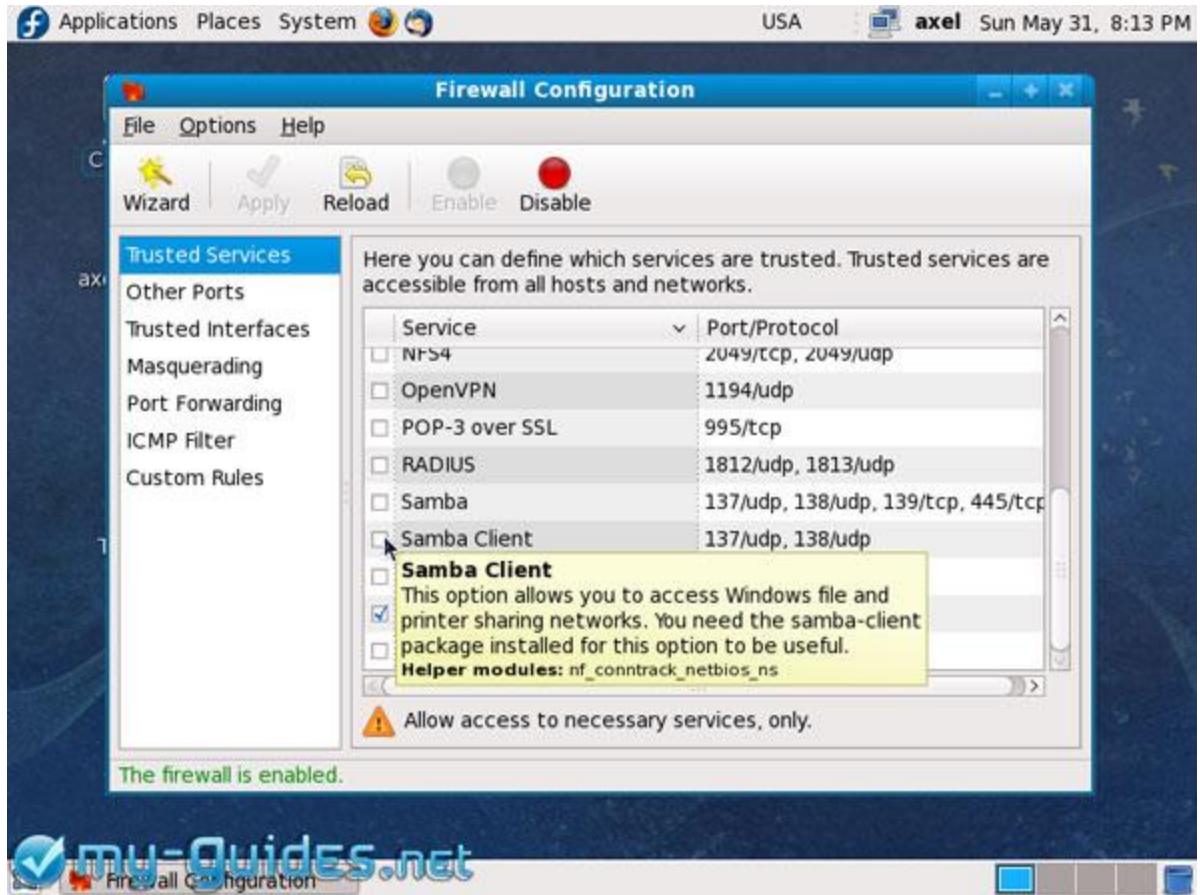 Applications Places System USA axel Sun May 31, 8:13 PM
Firewall Configuration
File Options Help
Wizard Apply Reload Enable Disable
Trusted Services
Other Ports
Trusted Interfaces
Masquerading
Port Forwarding
ICMP Filter
Custom Rules
Here you can define which services are trusted. Trusted services are
accessible from all hosts and networks.
Service Port/Protocol
NFS4 2049/tcp, 2049/udp
OpenVPN 1194/udp
POP-3 over SSL 995/tcp
RADIUS 1812/udp, 1813/udp
Samba 137/udp, 138/udp, 139/tcp, 445/tcp
Samba Client 137/udp, 138/udp
Samba Client
This option allows you to access Windows file and
printer sharing networks. You need the samba-client
package installed for this option to be useful.
Helper modules: nf_conntrack_netbios_ns
Allow access to necessary services, only.
The firewall is enabled.
my-guides.net
Firewall Configuration